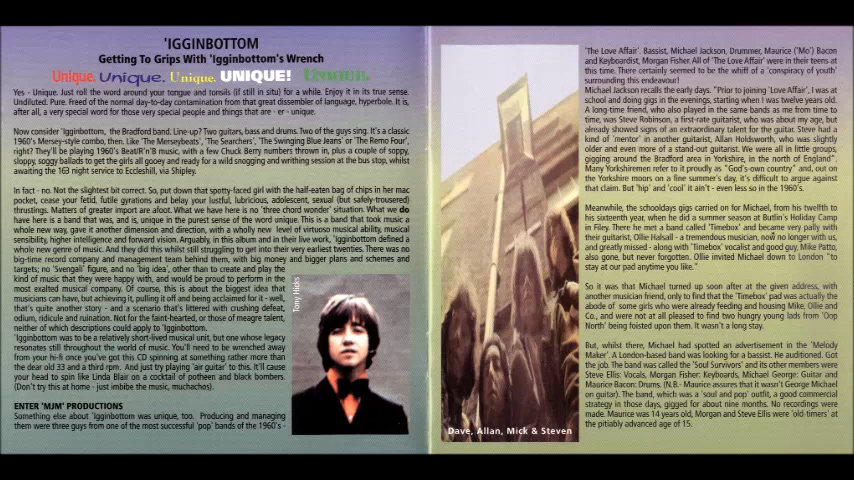 'IGGINBOTTOM
Getting To Grips With 'Igginbottom's Wrench
Unique. Unique. Unique. UNIQUE! UNIQUE.
Yes - Unique. Just roll the word around your tongue and tonsils (if still in situ) for a while. Enjoy it in its true sense.
Undiluted. Pure. Freed of the normal day-to-day contamination from that great dissembler of language, hyperbole. It is,
after all, a very special word for those very special people and things that are - er - unique.
Now consider 'Igginbottom, the Bradford band. Line-up? Two guitars, bass and drums. Two of the guys sing. It's a classic
1960's Mersey-style combo, then. Like 'The Merseybeats', 'The Searchers', 'The Swinging Blue Jeans' or 'The Remo Four',
right? They'll be playing 1960's Beat/R'n'B music, with a few Chuck Berry numbers thrown in, plus a couple of soppy,
sloppy, soggy ballads to get the girls all gooey and ready for a wild snogging and writhing session at the bus stop, whilst
awaiting the 163 night service to Eccleshill, via Shipley.
In fact - no. Not the slightest bit correct. So, put down that spotty-faced girl with the half-eaten bag of chips in her mac
pocket, cease your fetid, futile gyrations and belay your lustful, lubricious, adolescent, sexual (but safely-trousered)
thrustings. Matters of greater import are afoot. What we have here is no 'three chord wonder' situation. What we do
have here is a band that was, and is, unique in the purest sense of the word unique. This is a band that took music a
whole new way, gave it another dimension and direction, with a wholly new level of virtuoso musical ability, musical
sensibility, higher intelligence and forward vision. Arguably, in this album and in their live work, 'Igginbottom defined a
whole new genre of music. And they did this whilst still struggling to get into their very earliest twenties. There was no
big-time record company and management team behind them, with big money and bigger plans and schemes and
targets; no 'Svengali' figure, and no 'big idea', other than to create and play the
kind of music that they were happy with, and would be proud to perform in the
most exalted musical company. Of course, this is about the biggest idea that
musicians can have, but achieving it, pulling it off and being acclaimed for it - well,
that's quite another story - and a scenario that's littered with crushing defeat,
odium, ridicule and ruination. Not for the faint-hearted, or those of meagre talent,
neither of which descriptions could apply to 'Igginbottom.
'Igginbottom was to be a relatively short-lived musical unit, but one whose legacy
resonates still throughout the world of music. You'll need to be wrenched away
from your hi-fi once you've got this CD spinning at something rather more than
the dear old 33 and a third rpm. And just try playing 'air guitar' to this. It'll cause
your head to spin like Linda Blair on a cocktail of potheen and black bombers.
(Don't try this at home - just imbibe the music, muchachos).
Tony Hicks
ENTER 'MJM' PRODUCTIONS
Something else about 'Igginbottom was unique, too. Producing and managing
them were three guys from one of the most successful 'pop' bands of the 1960's -
Dave, Allan, Mick & Steven
'The Love Affair'. Bassist, Michael Jackson, Drummer, Maurice ('Mo') Bacon
and Keyboardist, Morgan Fisher. All of 'The Love Affair' were in their teens at
this time. There certainly seemed to be the whiff of a 'conspiracy of youth'
surrounding this endeavour!
Michael Jackson recalls the early days. "Prior to joining 'Love Affair', I was at
school and doing gigs in the evenings, starting when I was twelve years old.
A long-time friend, who also played in the same bands as me from time to
time, was Steve Robinson, a first-rate guitarist, who was about my age, but
already showed signs of an extraordinary talent for the guitar. Steve had a
kind of 'mentor' in another guitarist, Allan Holdsworth, who was slightly
older and even more of a stand-out guitarist. We were all in little groups,
gigging around the Bradford area in Yorkshire, in the north of England".
Many Yorkshiremen refer to it proudly as "God's-own country" and, out on
the Yorkshire moors on a fine summer's day, it's difficult to argue against
that claim. But 'hip' and 'cool' it ain't - even less so in the 1960's.
Meanwhile, the schooldays gigs carried on for Michael, from his twelfth to
his sixteenth year, when he did a summer season at Butlin's Holiday Camp
in Filey. There he met a band called 'Timebox' and became very pally with
their guitarist, Ollie Halsall - a tremendous musician, now no longer with us,
and greatly missed - along with 'Timebox' vocalist and good guy, Mike Patto,
also gone, but never forgotten. Ollie invited Michael down to London "to
stay at our pad anytime you like."
So it was that Michael turned up soon after at the given address, with
another musician friend, only to find that the 'Timebox' pad was actually the
abode of some girls who were already feeding and housing Mike, Ollie and
Co., and were not at all pleased to find two hungry young lads from 'Oop
North' being foisted upon them. It wasn't a long stay.
But, whilst there, Michael had spotted an advertisement in the 'Melody
Maker'. A London-based band was looking for a bassist. He auditioned. Got
the job. The band was called the 'Soul Survivors' and its other members were
Steve Ellis: Vocals, Morgan Fisher: Keyboards, Michael George: Guitar and
Maurice Bacon: Drums. (N.B.- Maurice assures that it wasn't George Michael
on guitar). The band, which was a 'soul and pop' outfit, a good commercial
strategy in those days, gigged for about nine months. No recordings were
made. Maurice was 14 years old, Morgan and Steve Ellis were 'old-timers' at
the pitiably advanced age of 15.